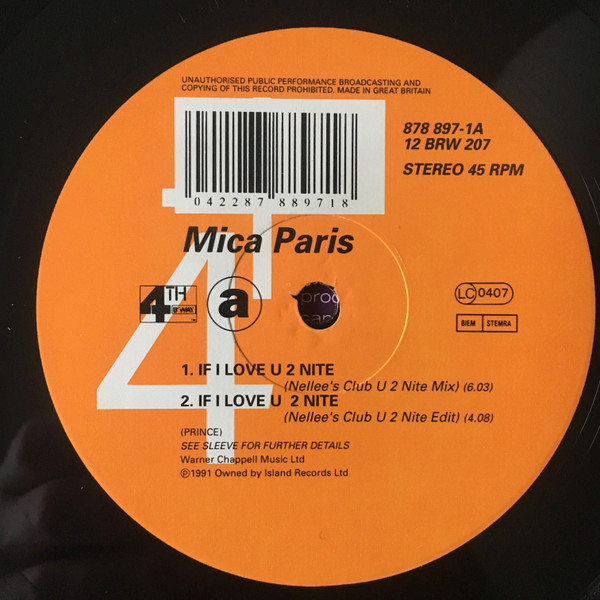 UNAUTHORISED PUBLIC PERFORMANCE BROADCASTING AND
COPYING OF THIS RECORD PROHIBITED. MADE IN GREAT BRITAIN
878 897-1A
12 BRW 207
STEREO 45 RPM
042287 889718
Mica Paris
4TH
B'WAY
TM
a
LC 0407
BIEM STEMRA
4
1. IF I LOVE U 2 NITE
(Nellee's Club U 2 Nite Mix) (6.03)
2. IF I LOVE U 2 NITE
(Nellee's Club U 2 Nite Edit) (4.08)
(PRINCE)
SEE SLEEVE FOR FURTHER DETAILS
Warner Chappell Music Ltd
℗1991 Owned by Island Records Ltd